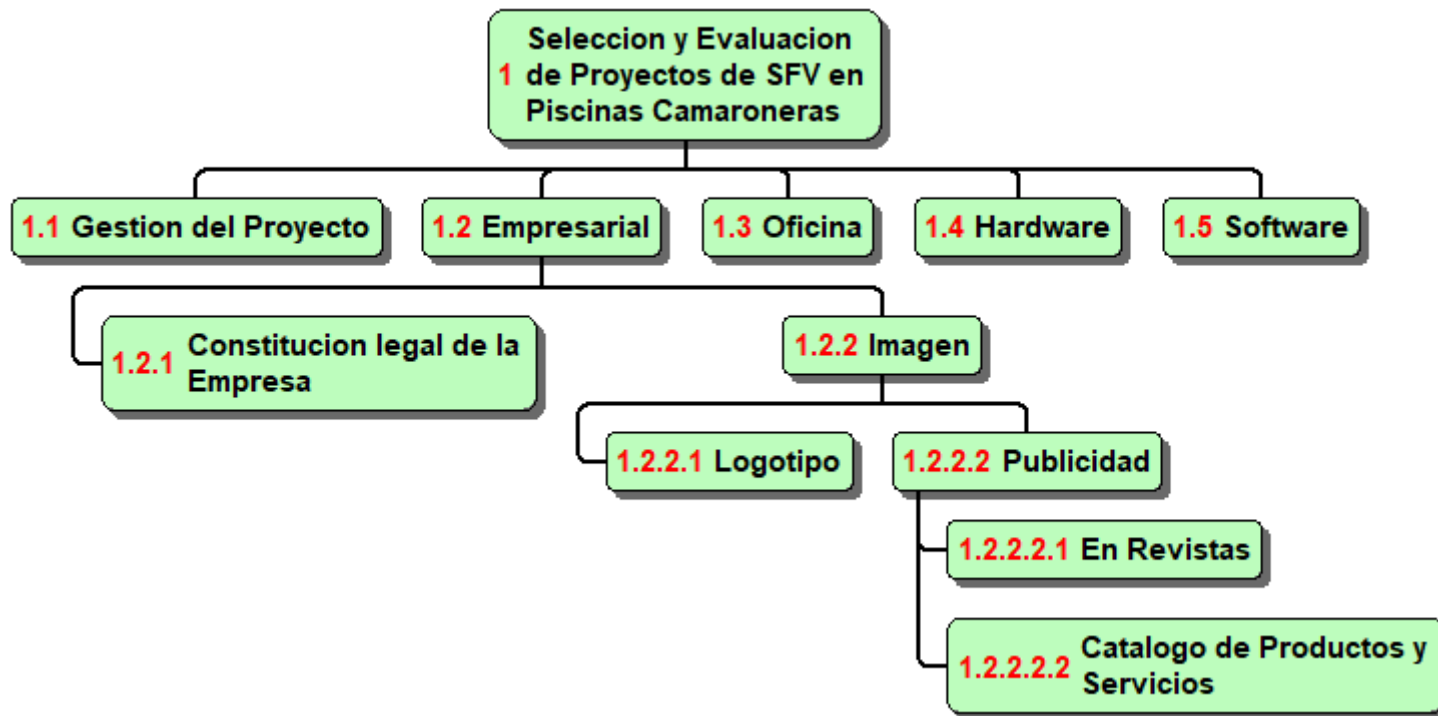 Seleccion y Evaluacion
1 de Proyectos de SFV en
Piscinas Camaroneras
1.1 Gestion del Proyecto
1.2 Empresarial
1.3 Oficina
1.4 Hardware
1.5 Software
1.2.1 Constitucion legal de la
Empresa
1.2.2 Imagen
1.2.2.1 Logotipo
1.2.2.2 Publicidad
1.2.2.2.1 En Revistas
1.2.2.2.2 Catalogo de Productos y
Servicios